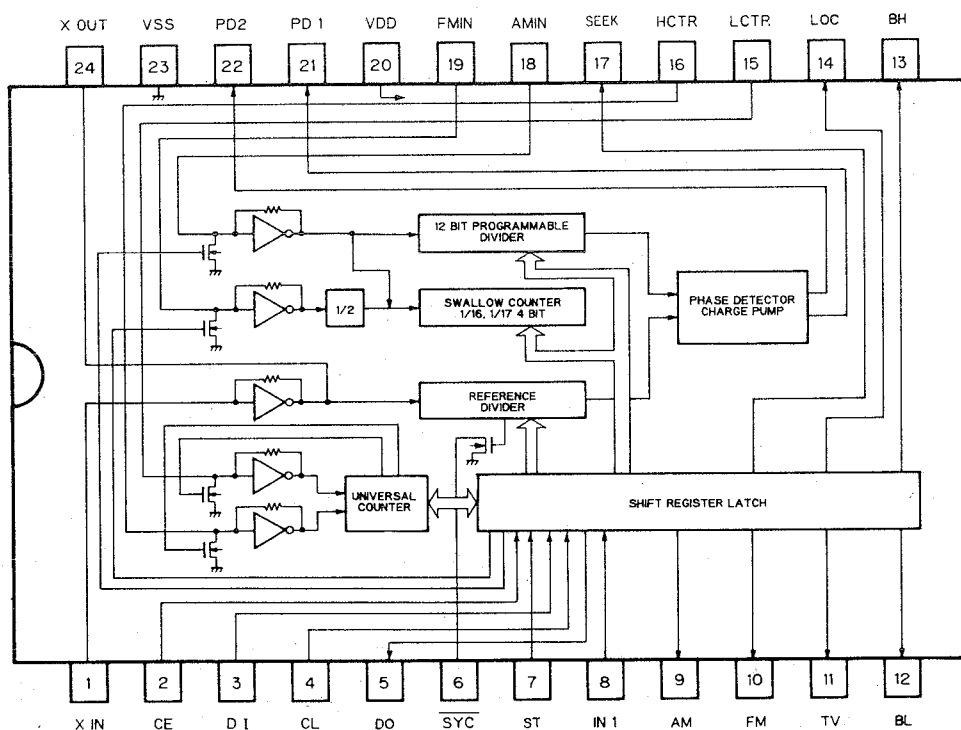 X OUT VSS PD2 PD 1 VDD FMIN AMIN SEEK HCTR LCTR LOC BH
24 23 22 21 20 19 18 17 16 15 14 13
12 BIT PROGRAMMABLE
DIVIDER
PHASE DETECTOR
CHARGE PUMP
1/2
SWALLOW COUNTER
1/16, 1/17 4 BIT
REFERENCE
DIVIDER
UNIVERSAL
COUNTER
SHIFT REGISTER LATCH
1 2 3 4 5 6 7 8 9 10 11 12
X IN CE D I CL DO SYC ST IN 1 AM FM TV BL